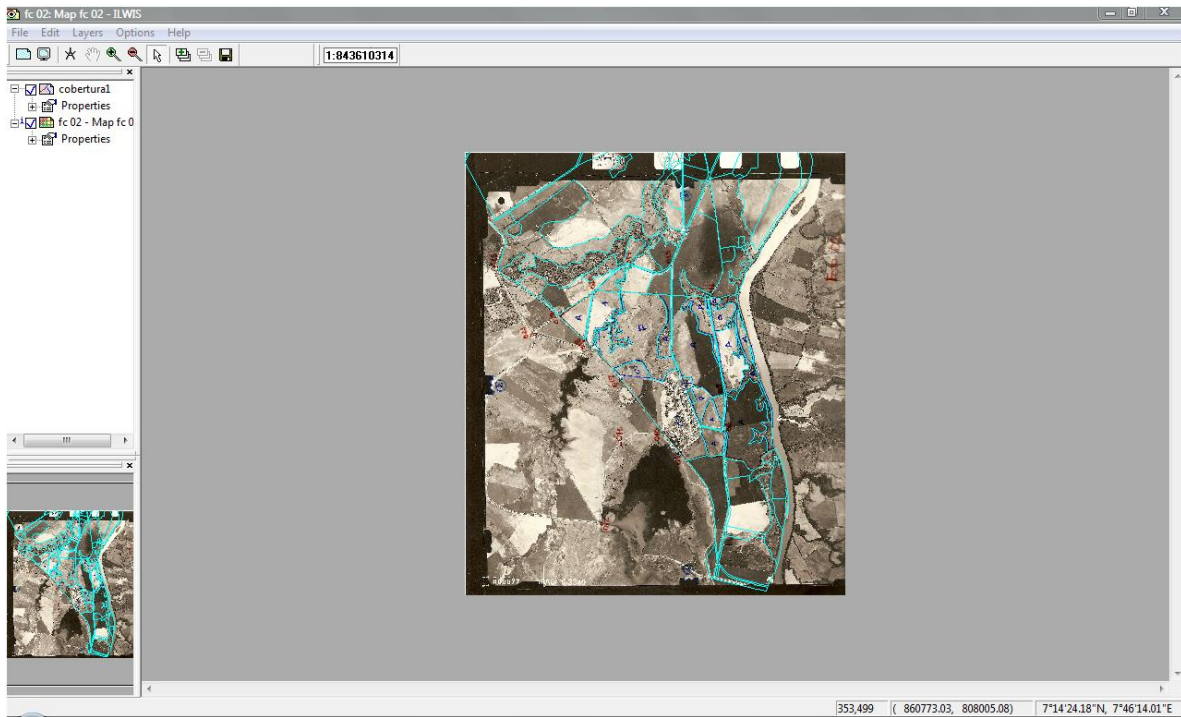 fc 02: Map fc 02 - ILWIS
File Edit Layers Options Help
1:843610314
cobertura1
Properties
fc 02 - Map fc 0
Properties
353,499 ( 860773.03, 808005.08) 7°14'24.18"N, 7°46'14.01"E